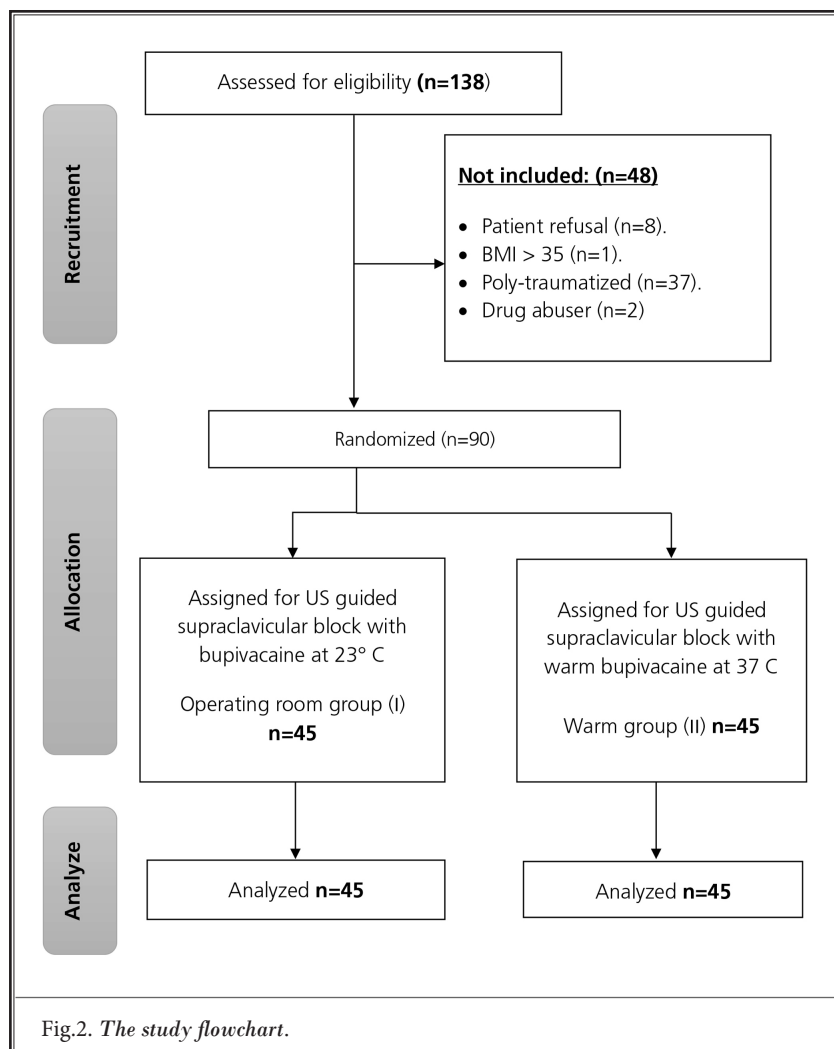 Assessed for eligibility (n=138)
Recruitment
Not included: (n=48)
• Patient refusal (n=8).
• BMI > 35 (n=1).
• Poly-traumatized (n=37).
• Drug abuser (n=2)
Randomized (n=90)
Allocation
Assigned for US guided
supraclavicular block with
bupivacaine at 23° C
Operating room group (I)
n=45
Assigned for US guided
supraclavicular block with
warm bupivacaine at 37 C
Warm group (II) n=45
Analyze
Analyzed n=45
Analyzed n=45
Fig.2. The study flowchart.